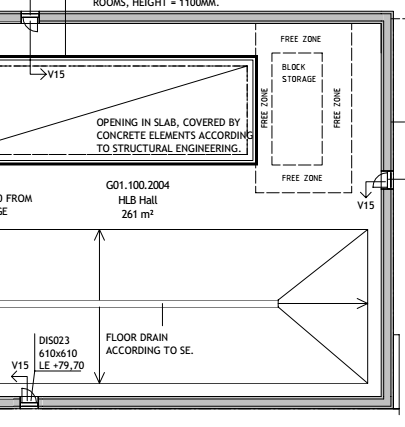 ROOMS, HEIGHT = 1100MM.
FREE ZONE
V15
BLOCK
STORAGE
FREE ZONE
FREE ZONE
OPENING IN SLAB, COVERED BY
CONCRETE ELEMENTS ACCORDING
TO STRUCTURAL ENGINEERING.
FREE ZONE
G01.100.2004
HLB Hall
261 m²
FROM
V15
FLOOR DRAIN
ACCORDING TO SE.
DIS023
610x610
LE +79,70
V15